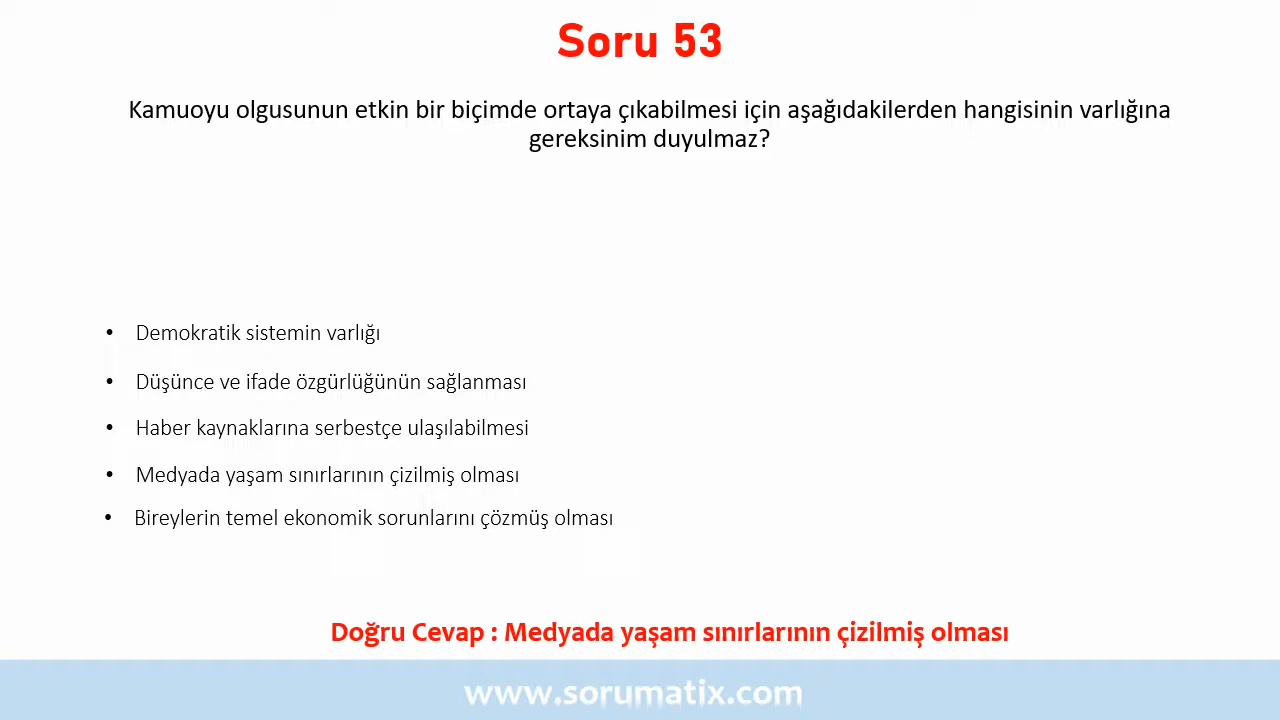 Soru 53
Kamuoyu olgusunun etkin bir biçimde ortaya çıkabilmesi için aşağıdakilerden hangisinin varlığına
gereksinim duyulmaz?
• Demokratik sistemin varlığı
• Düşünce ve ifade özgürlüğünün sağlanması
• Haber kaynaklarına serbestçe ulaşılabilmesi
• Medyada yaşam sınırlarının çizilmiş olması
• Bireylerin temel ekonomik sorunlarını çözmüş olması
Doğru Cevap : Medyada yaşam sınırlarının çizilmiş olması
www.sorumatix.com